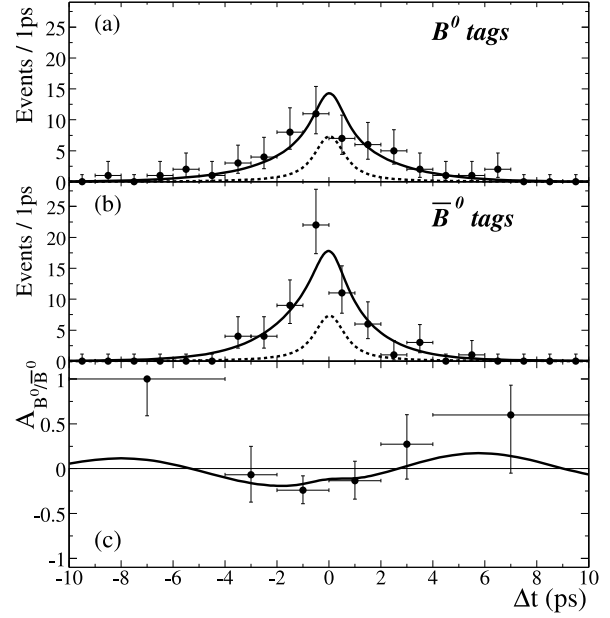 (a)
B⁰ tags
Events / 1ps
25
20
15
10
5
0
(b)
B̅⁰ tags
Events / 1ps
25
20
15
10
5
0
A_{B⁰/B̅⁰}
1
0.5
0
-0.5
-1
(c)
-10 -8 -6 -4 -2 0 2 4 6 8 10
Δt (ps)